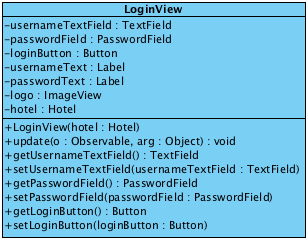 LoginView
-usernameTextField : TextField
-passwordField : PasswordField
-loginButton : Button
-usernameText : Label
-passwordText : Label
-logo : ImageView
-hotel : Hotel
+LoginView(hotel : Hotel)
+update(o : Observable, arg : Object) : void
+getUsernameTextField() : TextField
+setUsernameTextField(usernameTextField : TextField)
+getPasswordField() : PasswordField
+setPasswordField(passwordField : PasswordField)
+getLoginButton() : Button
+setLoginButton(loginButton : Button)